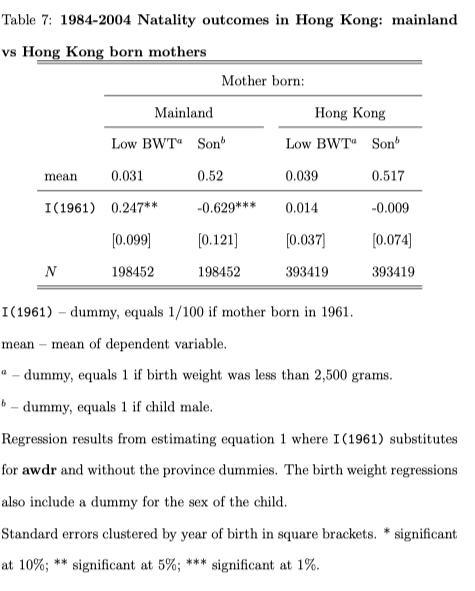 Table 7: 1984-2004 Natality outcomes in Hong Kong: mainland
vs Hong Kong born mothers
Mother born:
Mainland Hong Kong
Low BWTᵃ Sonᵇ Low BWTᵃ Sonᵇ
mean 0.031 0.52 0.039 0.517
I(1961) 0.247** -0.629*** 0.014 -0.009
[0.099] [0.121] [0.037] [0.074]
N 198452 198452 393419 393419
I(1961) – dummy, equals 1/100 if mother born in 1961.
mean – mean of dependent variable.
ᵃ – dummy, equals 1 if birth weight was less than 2,500 grams.
ᵇ – dummy, equals 1 if child male.
Regression results from estimating equation 1 where I(1961) substitutes
for awdr and without the province dummies. The birth weight regressions
also include a dummy for the sex of the child.
Standard errors clustered by year of birth in square brackets. * significant
at 10%; ** significant at 5%; *** significant at 1%.